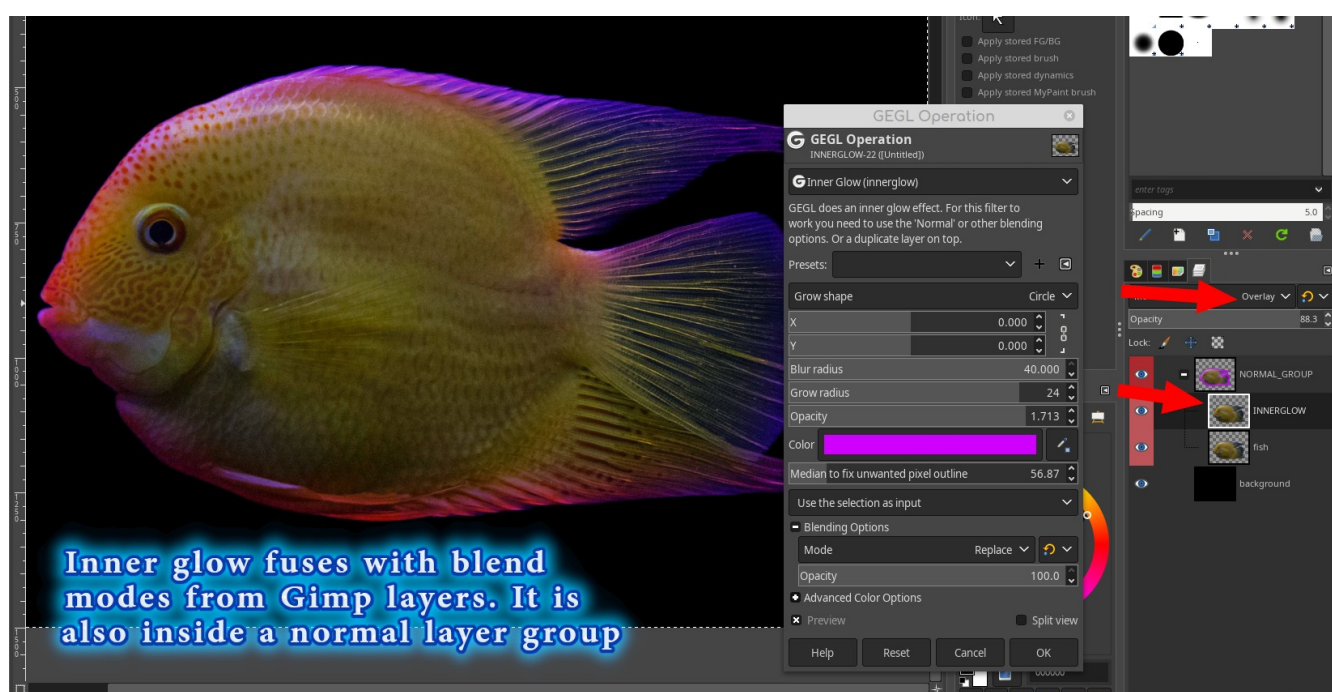 Icon:
Apply stored FG/BG
Apply stored brush
Apply stored dynamics
Apply stored MyPaint brush
GEGL Operation
GEGL Operation
INNERGLOW-22 ([Untitled])
Inner Glow (innerglow)
GEGL does an inner glow effect. For this filter to
work you need to use the 'Normal' or other blending
options. Or a duplicate layer on top.
Presets:
Grow shape Circle
X 0.000
Y 0.000
Blur radius 40.000
Grow radius 24
Opacity 1.713
Color
Median to fix unwanted pixel outline 56.87
Use the selection as input
Blending Options
Mode Replace
Opacity 100.0
Advanced Color Options
Preview Split view
Help Reset Cancel OK
enter tags
Spacing 5.0
Overlay
Opacity 88.3
Lock:
NORMAL_GROUP
INNERGLOW
fish
background
500
750
1000
1250
1500
Inner glow fuses with blend
modes from Gimp layers. It is
also inside a normal layer group